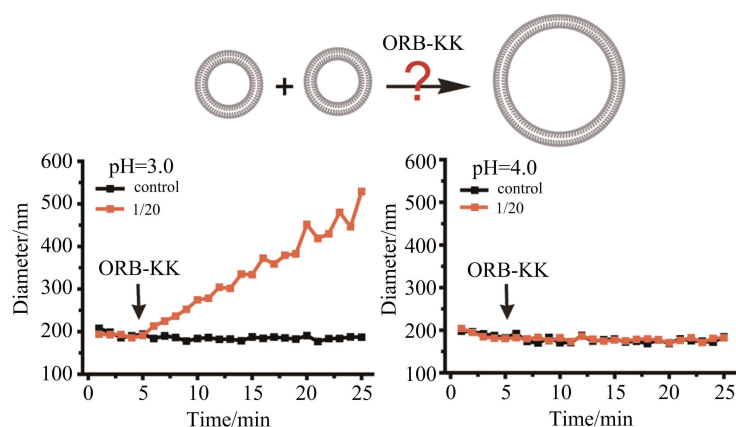 ORB-KK
+
?
600
500
400
300
200
100
Diameter/nm
pH=3.0
control
1/20
ORB-KK
0
5
10
15
20
25
Time/min
600
500
400
300
200
100
Diameter/nm
pH=4.0
control
1/20
ORB-KK
0
5
10
15
20
25
Time/min